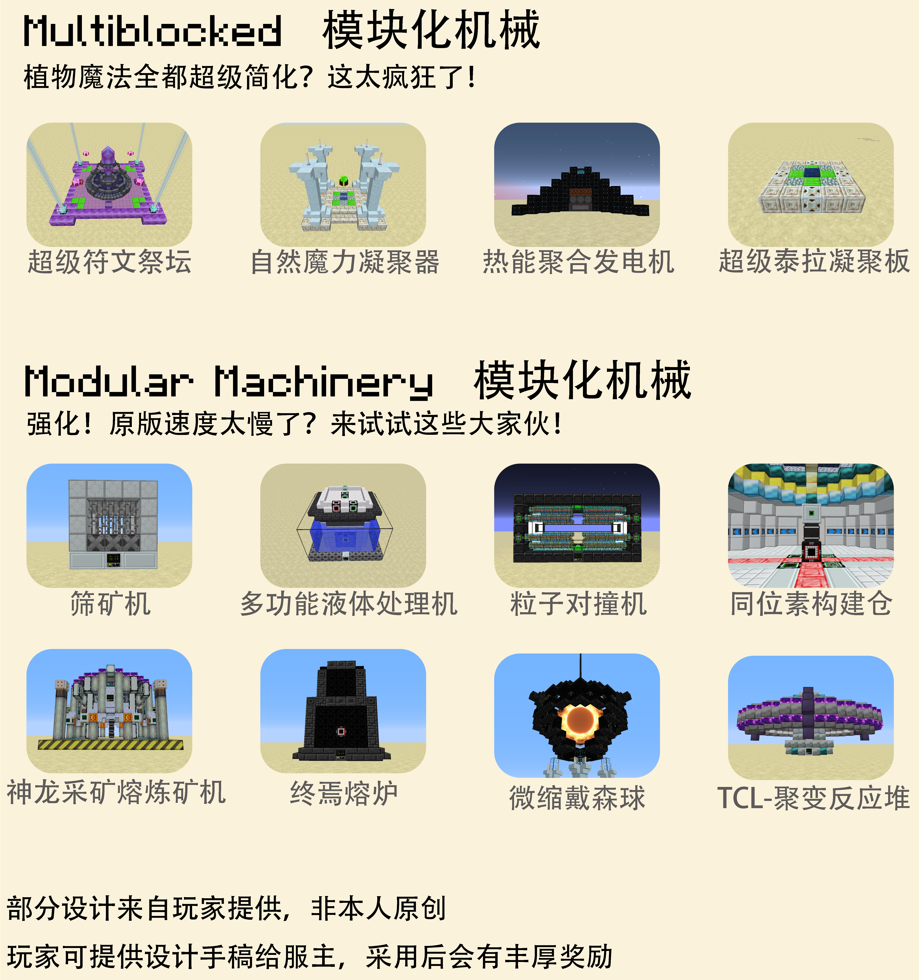 Multiblocked 模块化机械
植物魔法全都超级简化？这太疯狂了！
超级符文祭坛 自然魔力凝聚器 热能聚合发电机 超级泰拉凝聚板
Modular Machinery 模块化机械
强化！原版速度太慢了？来试试这些大家伙！
筛矿机 多功能液体处理机 粒子对撞机 同位素构建仓
神龙采矿熔炼矿机 终焉熔炉 微缩戴森球 TCL-聚变反应堆
部分设计来自玩家提供，非本人原创
玩家可提供设计手稿给服主，采用后会有丰厚奖励